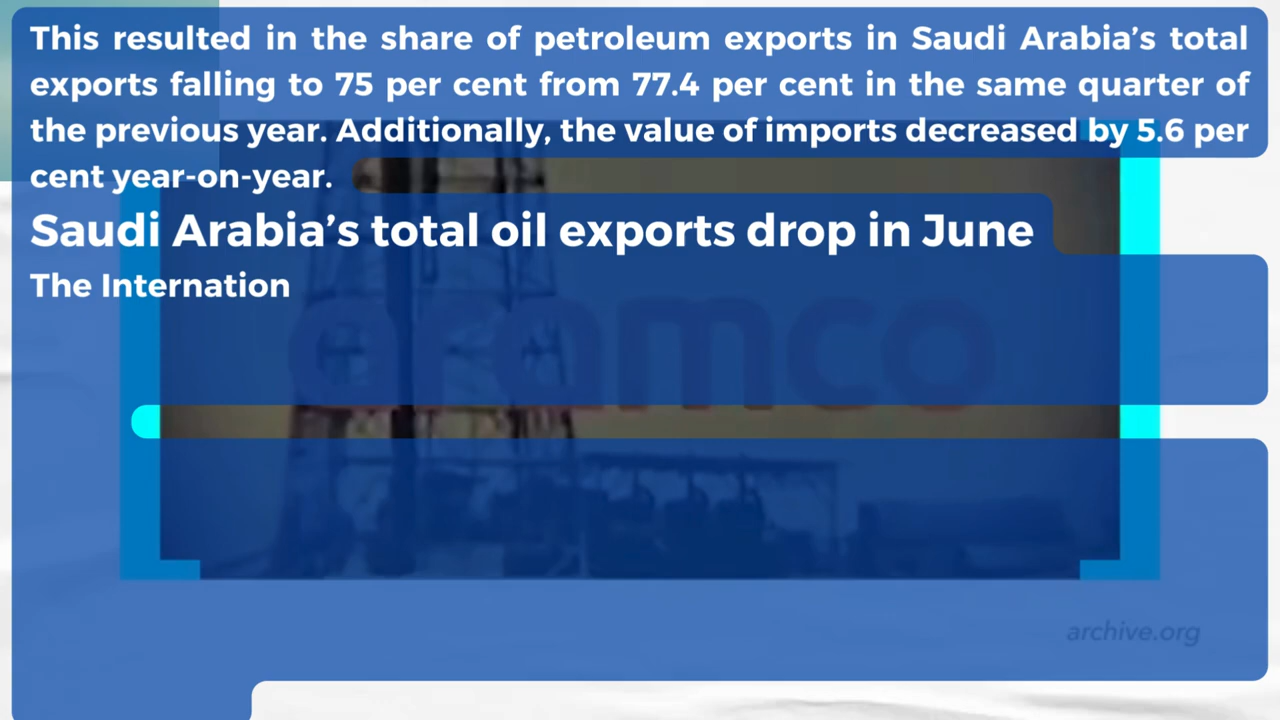 This resulted in the share of petroleum exports in Saudi Arabia’s total
exports falling to 75 per cent from 77.4 per cent in the same quarter of
the previous year. Additionally, the value of imports decreased by 5.6 per
cent year-on-year.
Saudi Arabia’s total oil exports drop in June
The Internation
aramco
archive.org